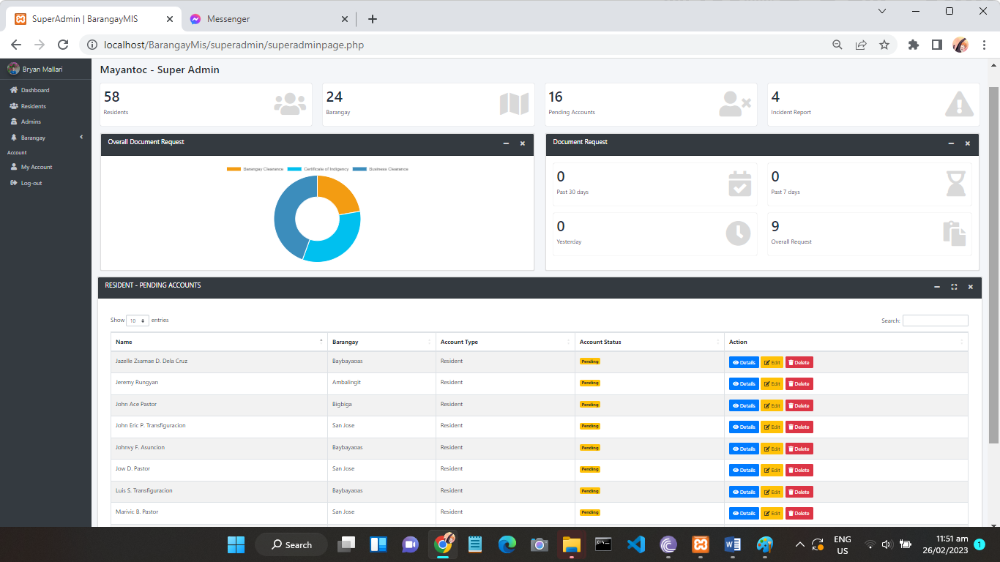 SuperAdmin | BarangayMIS
Messenger
localhost/BarangayMis/superadmin/superadminpage.php
Bryan Mallari
Dashboard
Residents
Admins
Barangay
Account
My Account
Log-out
Mayantoc - Super Admin
58
Residents
24
Barangay
16
Pending Accounts
4
Incident Report
Overall Document Request
Barangay Clearance
Certificate of Indigency
Business Clearance
Document Request
0
Past 30 days
0
Past 7 days
0
Yesterday
9
Overall Request
RESIDENT - PENDING ACCOUNTS
Show 10 entries
Search:
Name Barangay Account Type Account Status Action
Jazelle Zsamae D. Dela Cruz Baybayaoas Resident Pending Details Edit Delete
Jeremy Rungyan Ambalingit Resident Pending Details Edit Delete
John Ace Pastor Bigbiga Resident Pending Details Edit Delete
John Eric P. Transfiguracion San Jose Resident Pending Details Edit Delete
Johnvy F. Asuncion Baybayaoas Resident Pending Details Edit Delete
Jow D. Pastor San Jose Resident Pending Details Edit Delete
Luis S. Transfiguracion Baybayaoas Resident Pending Details Edit Delete
Marivic B. Pastor San Jose Resident Pending Details Edit Delete
Search
ENG
US
11:51 am
26/02/2023
1